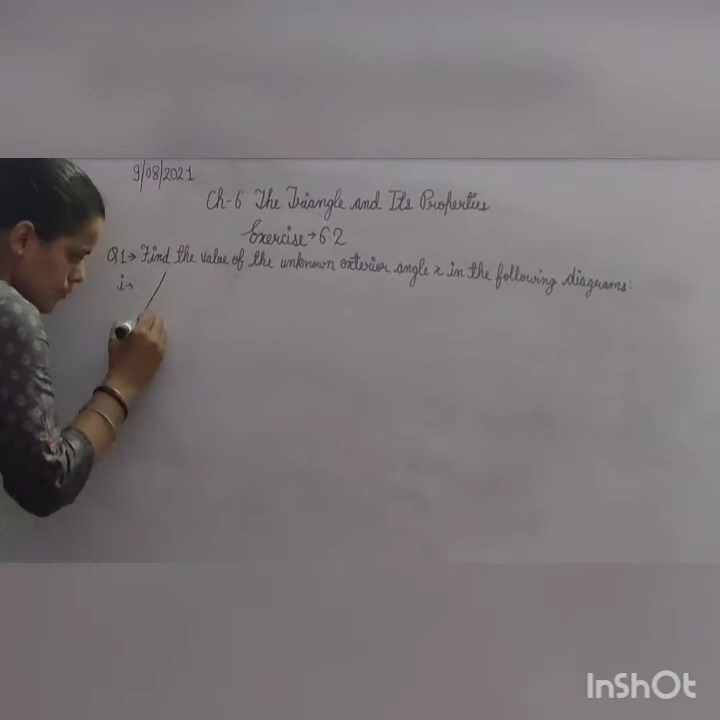 9/08/2021
Ch-6 The Triangle and Its Properties
Exercise → 6.2
Q1→ Find the value of the unknown exterior angle x in the following diagrams:
i→
InShOt